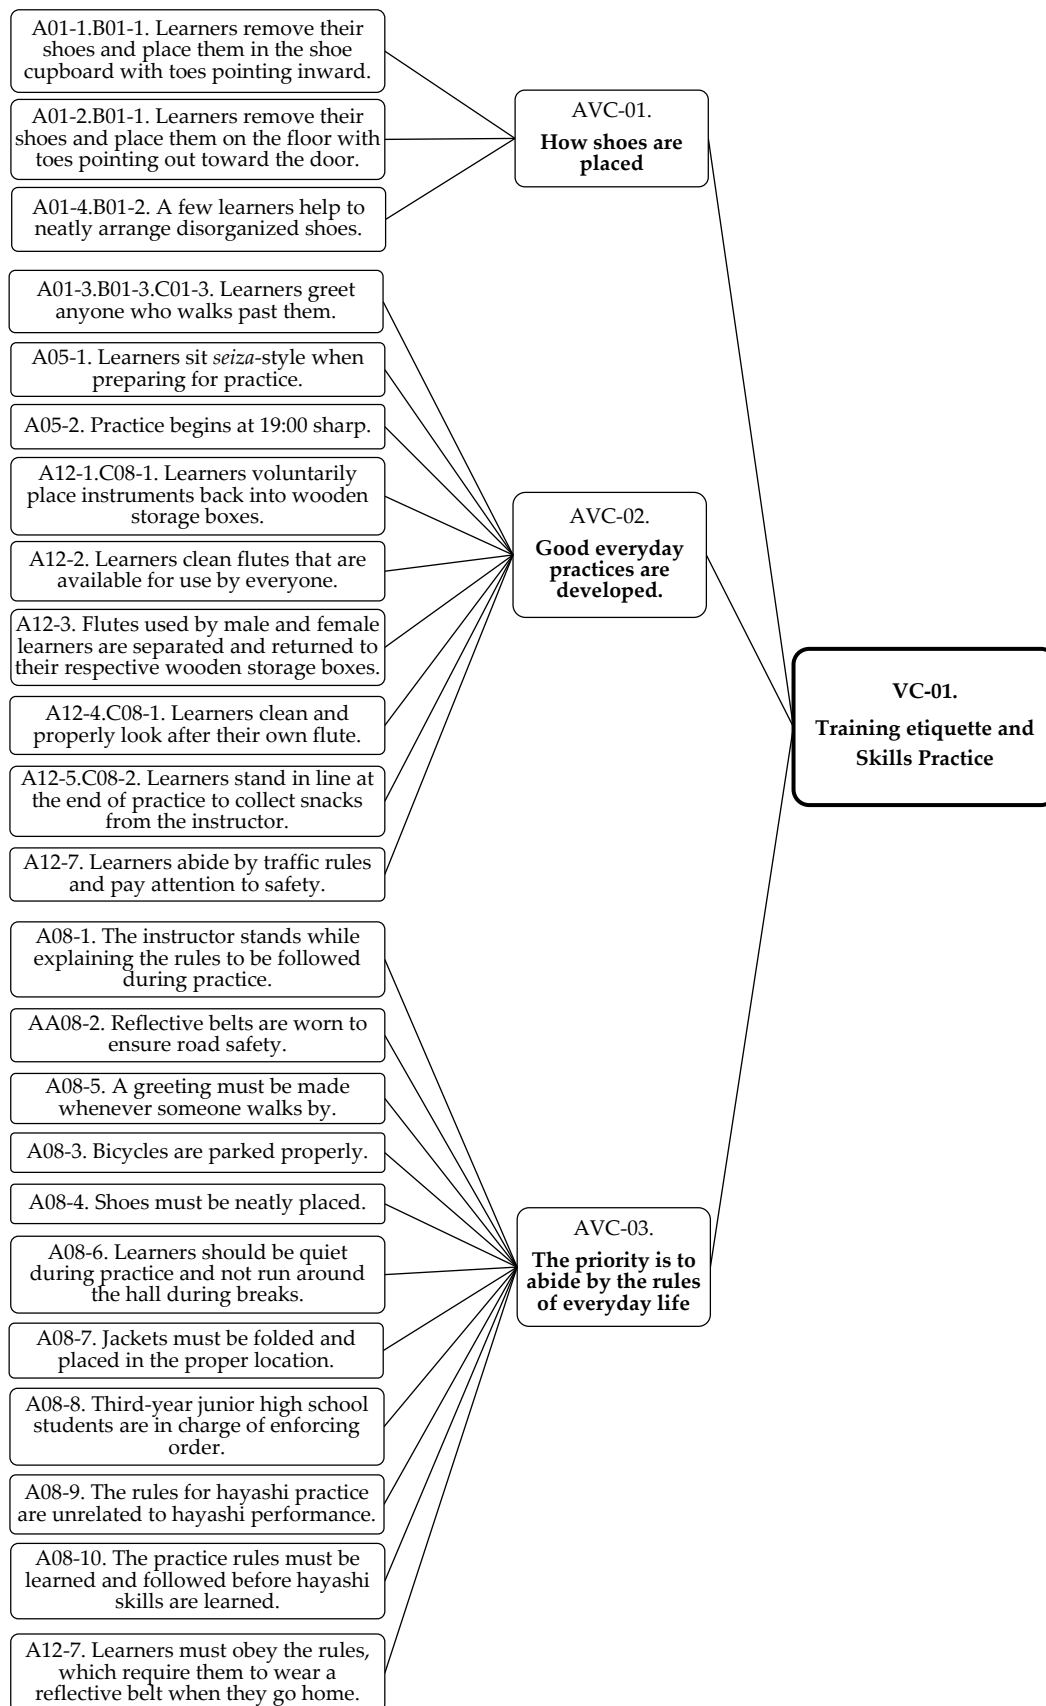 A01-1.B01-1. Learners remove their
shoes and place them in the shoe
cupboard with toes pointing inward.
A01-2.B01-1. Learners remove their
shoes and place them on the floor with
toes pointing out toward the door.
A01-4.B01-2. A few learners help to
neatly arrange disorganized shoes.
AVC-01.
How shoes are
placed
A01-3.B01-3.C01-3. Learners greet
anyone who walks past them.
A05-1. Learners sit seiza-style when
preparing for practice.
A05-2. Practice begins at 19:00 sharp.
A12-1.C08-1. Learners voluntarily
place instruments back into wooden
storage boxes.
A12-2. Learners clean flutes that are
available for use by everyone.
A12-3. Flutes used by male and female
learners are separated and returned to
their respective wooden storage boxes.
A12-4.C08-1. Learners clean and
properly look after their own flute.
A12-5.C08-2. Learners stand in line at
the end of practice to collect snacks
from the instructor.
A12-7. Learners abide by traffic rules
and pay attention to safety.
AVC-02.
Good everyday
practices are
developed.
A08-1. The instructor stands while
explaining the rules to be followed
during practice.
AA08-2. Reflective belts are worn to
ensure road safety.
A08-5. A greeting must be made
whenever someone walks by.
A08-3. Bicycles are parked properly.
A08-4. Shoes must be neatly placed.
A08-6. Learners should be quiet
during practice and not run around
the hall during breaks.
A08-7. Jackets must be folded and
placed in the proper location.
A08-8. Third-year junior high school
students are in charge of enforcing
order.
A08-9. The rules for hayashi practice
are unrelated to hayashi performance.
A08-10. The practice rules must be
learned and followed before hayashi
skills are learned.
A12-7. Learners must obey the rules,
which require them to wear a
reflective belt when they go home.
AVC-03.
The priority is to
abide by the rules
of everyday life
VC-01.
Training etiquette and
Skills Practice